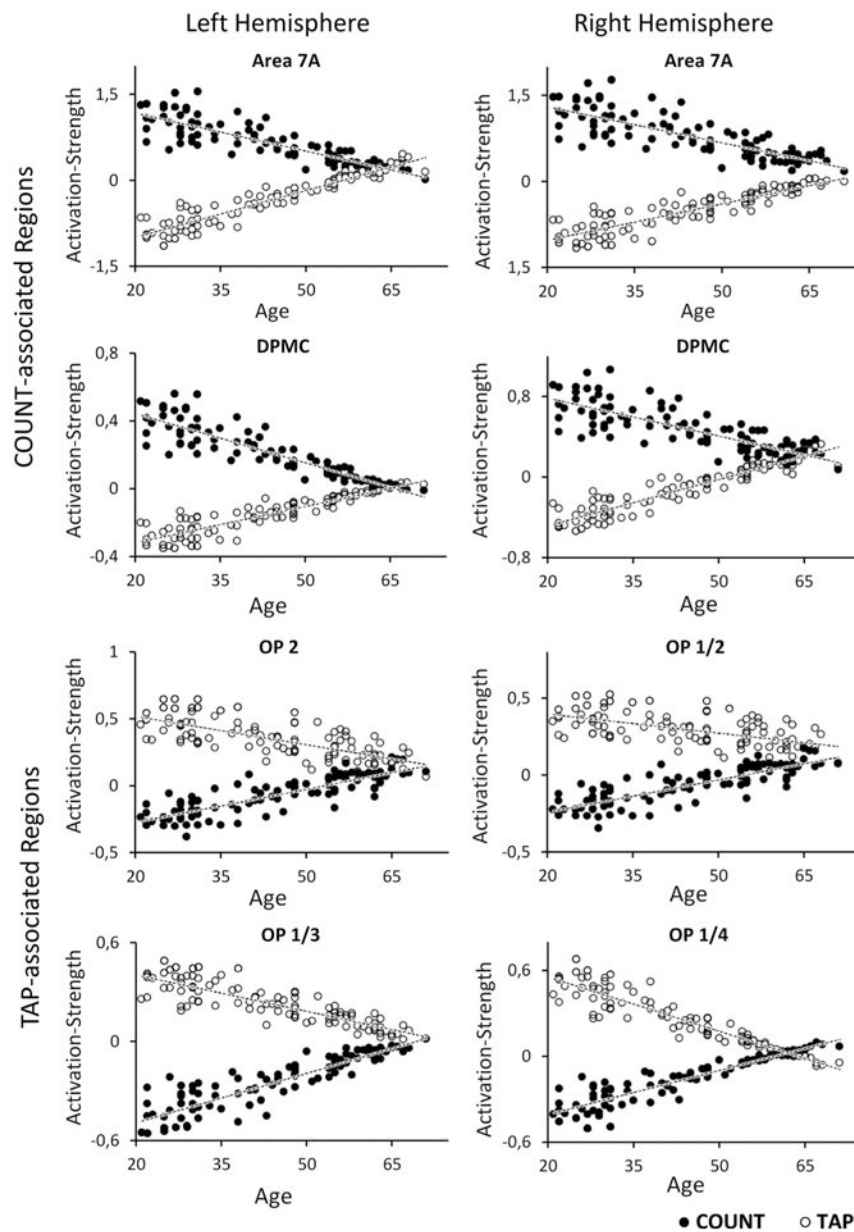 Left Hemisphere
Right Hemisphere
COUNT-associated Regions
Area 7A
Activation-Strength
1,5
0
-1,5
20 35 50 65
Age
Area 7A
Activation-Strength
1,5
0
1,5
20 35 50 65
Age
DPMC
Activation-Strength
0,8
0,4
0
-0,4
20 35 50 65
Age
DPMC
Activation-Strength
0,8
0
-0,8
20 35 50 65
Age
TAP-associated Regions
OP 2
Activation-Strength
1
0,5
0
-0,5
20 35 50 65
Age
OP 1/2
Activation-Strength
0,5
0
-0,5
20 35 50 65
Age
OP 1/3
Activation-Strength
0,6
0
-0,6
20 35 50 65
Age
OP 1/4
Activation-Strength
0,6
0
-0,6
20 35 50 65
Age
COUNT TAP